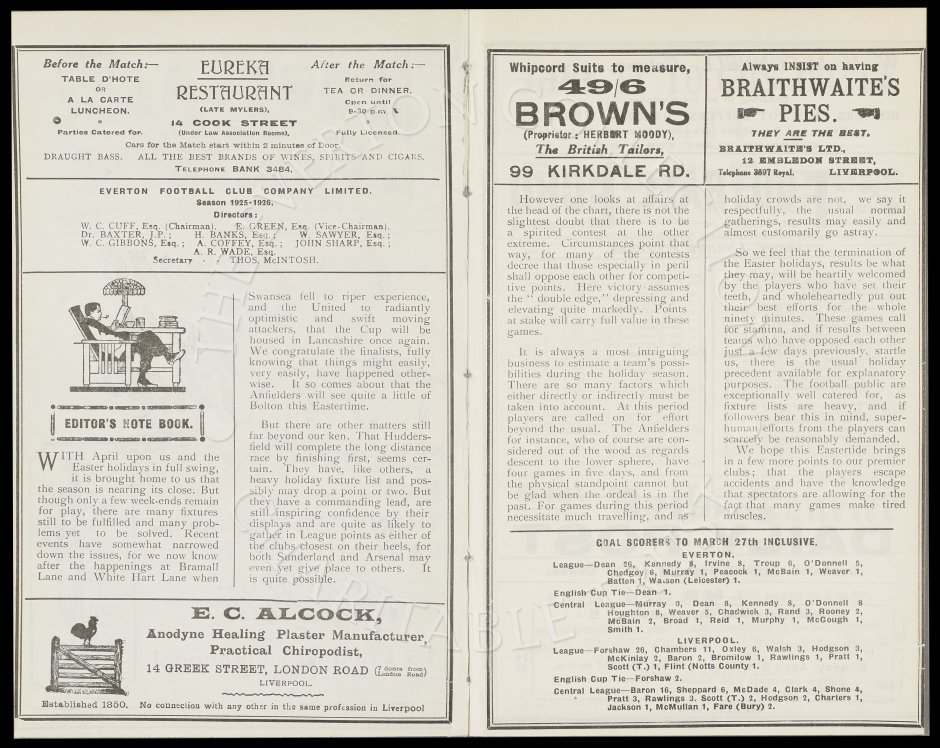 Before the Match:—
TABLE D'HOTE
OR
A LA CARTE
LUNCHEON.
Parties Catered for.
EUREKA
RESTAURANT
(LATE MYLERS),
14 COOK STREET
(Under Law Association Rooms),
After the Match:—
Return for
TEA OR DINNER.
Open until
9-30 p.m.
Fully Licensed
Cars for the Match start within 2 minutes of Door.
DRAUGHT BASS. ALL THE BEST BRANDS OF WINES, SPIRITS AND CIGARS.
TELEPHONE BANK 3484.
EVERTON FOOTBALL CLUB COMPANY LIMITED.
Season 1925-1926.
Directors:
W. C. CUFF, Esq. (Chairman). E. GREEN, Esq. (Vice-Chairman).
Dr. BAXTER, J.P.; H. BANKS, Esq.; W. SAWYER, Esq.;
W. C. GIBBONS, Esq.; A. COFFEY, Esq.; JOHN SHARP, Esq.;
A. R. WADE, Esq.
Secretary - - THOS. McINTOSH.
EDITOR'S NOTE BOOK.
WITH April upon us and the
Easter holidays in full swing,
it is brought home to us that
the season is nearing its close. But
though only a few week-ends remain
for play, there are many fixtures
still to be fulfilled and many prob-
lems yet to be solved. Recent
events have somewhat narrowed
down the issues, for we now know
after the happenings at Bramall
Lane and White Hart Lane when
Swansea fell to riper experience,
and the United to radiantly
optimistic and swift moving
attackers, that the Cup will be
housed in Lancashire once again.
We congratulate the finalists, fully
knowing that things might easily,
very easily, have happened other-
wise. It so comes about that the
Anfielders will see quite a little of
Bolton this Eastertime.
But there are other matters still
far beyond our ken. That Hudders-
field will complete the long distance
race by finishing first, seems cer-
tain. They have, like others, a
heavy holiday fixture list and pos-
sibly may drop a point or two. But
they have a commanding lead, are
still inspiring confidence by their
displays and are quite as likely to
gather in League points as either of
the clubs closest on their heels, for
both Sunderland and Arsenal may
even yet give place to others. It
is quite possible.
E. C. ALCOCK,
Anodyne Healing Plaster Manufacturer,
Practical Chiropodist,
14 GREEK STREET, LONDON ROAD (7 doors from London Road)
LIVERPOOL.
Established 1850. No connection with any other in the same profession in Liverpool
Whipcord Suits to measure,
49/6
BROWN'S
(Proprietor: HERBERT MOODY),
The British Tailors,
99 KIRKDALE RD.
Always INSIST on having
BRAITHWAITE'S
PIES.
THEY ARE THE BEST.
BRAITHWAITE'S LTD.,
12 EMBLEDON STREET,
Telephone 3697 Royal. LIVERPOOL.
However one looks at affairs at
the head of the chart, there is not the
slightest doubt that there is to be
a spirited contest at the other
extreme. Circumstances point that
way, for many of the contests
decree that those especially in peril
shall oppose each other for competi-
tive points. Here victory assumes
the "double edge," depressing and
elevating quite markedly. Points
at stake will carry full value in these
games.
It is always a most intriguing
business to estimate a team's possi-
bilities during the holiday season.
There are so many factors which
either directly or indirectly must be
taken into account. At this period
players are called on for effort
beyond the usual. The Anfielders
for instance, who of course are con-
sidered out of the wood as regards
descent to the lower sphere, have
four games in five days, and from
the physical standpoint cannot but
be glad when the ordeal is in the
past. For games during this period
necessitate much travelling, and as
holiday crowds are not, we say it
respectfully, the usual normal
gatherings, results may easily and
almost customarily go astray.
So we feel that the termination of
the Easter holidays, results be what
they may, will be heartily welcomed
by the players who have set their
teeth, and wholeheartedly put out
their best efforts for the whole
ninety minutes. These games call
for stamina, and if results between
teams who have opposed each other
just a few days previously, startle
us, there is the usual holiday
precedent available for explanatory
purposes. The football public are
exceptionally well catered for, as
fixture lists are heavy, and if
followers bear this in mind, super-
human efforts from the players can
scarcely be reasonably demanded.
We hope this Eastertide brings
in a few more points to our premier
clubs; that the players escape
accidents and have the knowledge
that spectators are allowing for the
fact that many games make tired
muscles.
GOAL SCORERS TO MARCH 27th INCLUSIVE.
EVERTON.
League—Dean 26, Kennedy 8, Irvine 8, Troup 6, O'Donnell 5,
Chedgoy 6, Murray 1, Peacock 1, McBain 1, Weaver 1,
Batten 1, Watson (Leicester) 1.
English Cup Tie—Dean 1.
Central League—Murray 9, Dean 8, Kennedy 8, O'Donnell 8
Houghton 8, Weaver 5, Chadwick 3, Rand 3, Rooney 2,
McBain 2, Broad 1, Reid 1, Murphy 1, McGough 1,
Smith 1.
LIVERPOOL.
League—Forshaw 26, Chambers 11, Oxley 6, Walsh 3, Hodgson 3,
McKinlay 2, Baron 2, Bromilow 1, Rawlings 1, Pratt 1,
Scott (T.) 1, Flint (Notts County) 1.
English Cup Tie—Forshaw 2.
Central League—Baron 16, Sheppard 6, McDade 4, Clark 4, Shone 4,
Pratt 3, Rawlings 3, Scott (T.) 2, Hodgson 2, Charters 1,
Jackson 1, McMullan 1, Fare (Bury) 2.